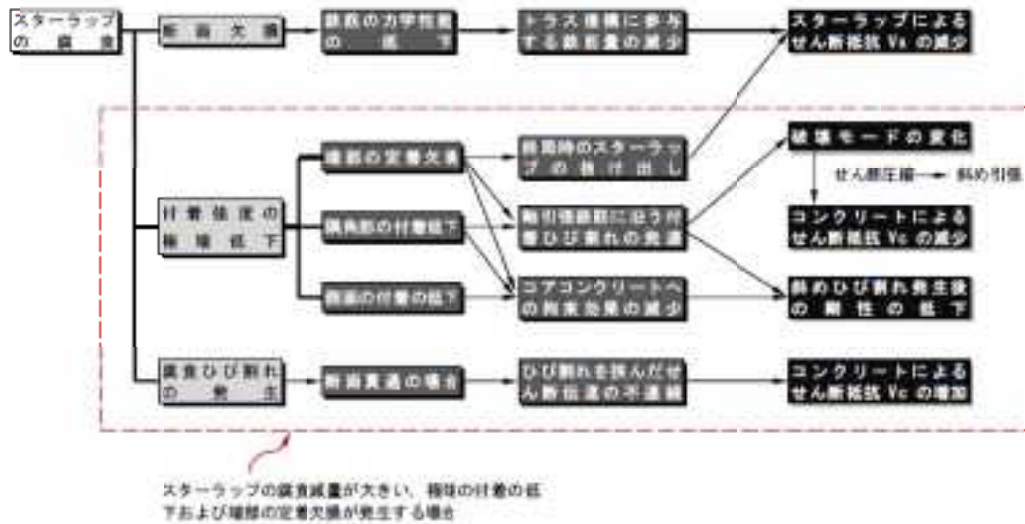 スターラップ
の腐食
断面欠損
鉄筋の力学性能
の低下
トラス機構に参与
する鉄筋量の減少
スターラップによる
せん断抵抗 Vs の減少
付着強度の
極端低下
端部の定着欠損
隅角部の付着低下
側面の付着の低下
時のスターラッ
プの抜け出し
軸引張鉄筋に沿う付
着ひび割れの発達
コアコンクリートへ
の拘束効果の減少
破壊モードの変化
せん断圧縮 → 斜め引張
コンクリートによる
せん断抵抗 Vc の減少
斜めひび割れ発生後
の剛性の低下
腐食ひび割れ
の発生
断面貫通の場合
ひび割れを挟んだせ
ん断伝達の不連続
コンクリートによる
せん断抵抗 Vc の増加
スターラップの腐食減量が大きい、極端の付着の低
下および端部の定着欠損が発生する場合